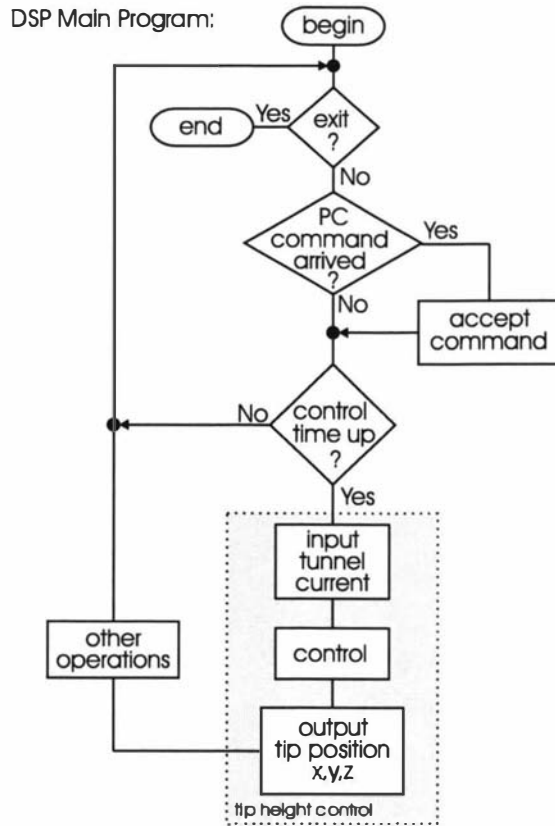 DSP Main Program:
begin
exit
?
Yes
end
No
PC
command
arrived
?
Yes
No
accept
command
control
time up
?
No
Yes
input
tunnel
current
control
other
operations
output
tip position
x,y,z
tip height control